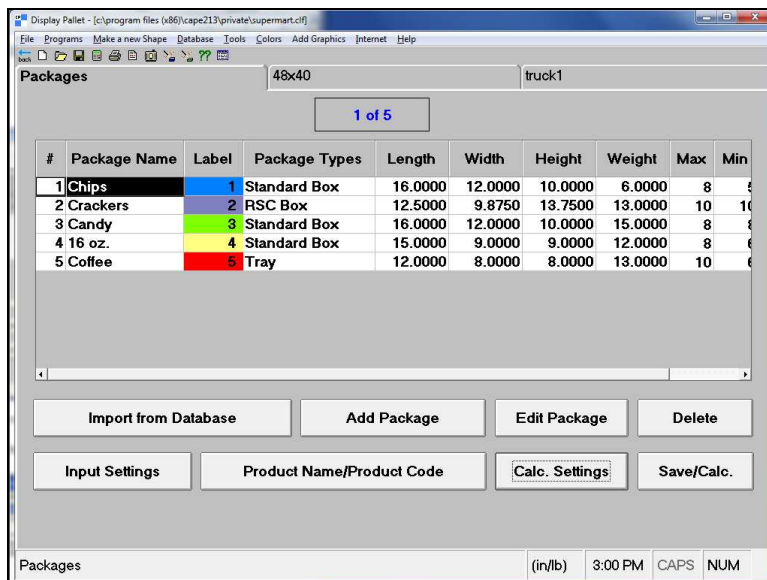 Display Pallet - [c:\program files (x86)\cape213\private\supermart.clf]
File Programs Make a new Shape Database Tools Colors Add Graphics Internet Help
back
Packages 48x40 truck1
1 of 5
# Package Name Label Package Types Length Width Height Weight Max Min
1 Chips 1 Standard Box 16.0000 12.0000 10.0000 6.0000 8
2 Crackers 2 RSC Box 12.5000 9.8750 13.7500 13.0000 10 10
3 Candy 3 Standard Box 16.0000 12.0000 10.0000 15.0000 8
4 16 oz. 4 Standard Box 15.0000 9.0000 9.0000 12.0000 8
5 Coffee 5 Tray 12.0000 8.0000 8.0000 13.0000 10
Import from Database Add Package Edit Package Delete
Input Settings Product Name/Product Code Calc. Settings Save/Calc.
Packages (in/lb) 3:00 PM CAPS NUM